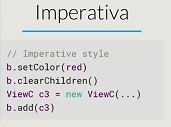 Imperativa
// Imperative style
b.setColor(red)
b.clearChildren()
ViewC c3 = new ViewC(...)
b.add(c3)